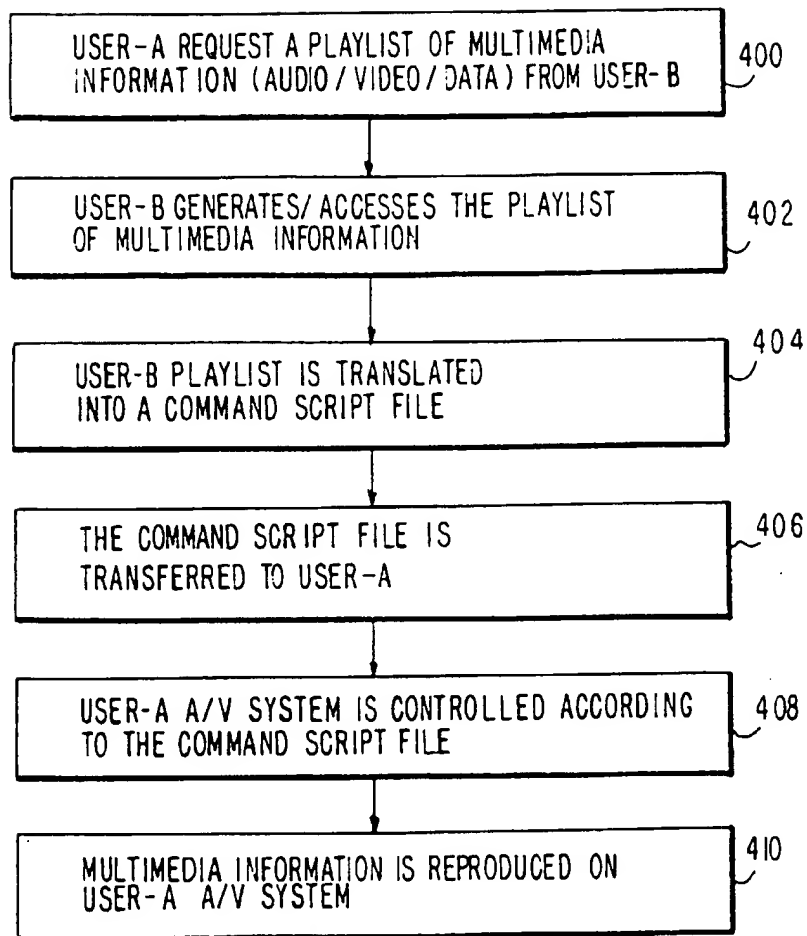 USER-A REQUEST A PLAYLIST OF MULTIMEDIA
INFORMATION (AUDIO/VIDEO/DATA) FROM USER-B
400
USER-B GENERATES/ACCESSES THE PLAYLIST
OF MULTIMEDIA INFORMATION
402
USER-B PLAYLIST IS TRANSLATED
INTO A COMMAND SCRIPT FILE
404
THE COMMAND SCRIPT FILE IS
TRANSFERRED TO USER-A
406
USER-A A/V SYSTEM IS CONTROLLED ACCORDING
TO THE COMMAND SCRIPT FILE
408
MULTIMEDIA INFORMATION IS REPRODUCED ON
USER-A A/V SYSTEM
410